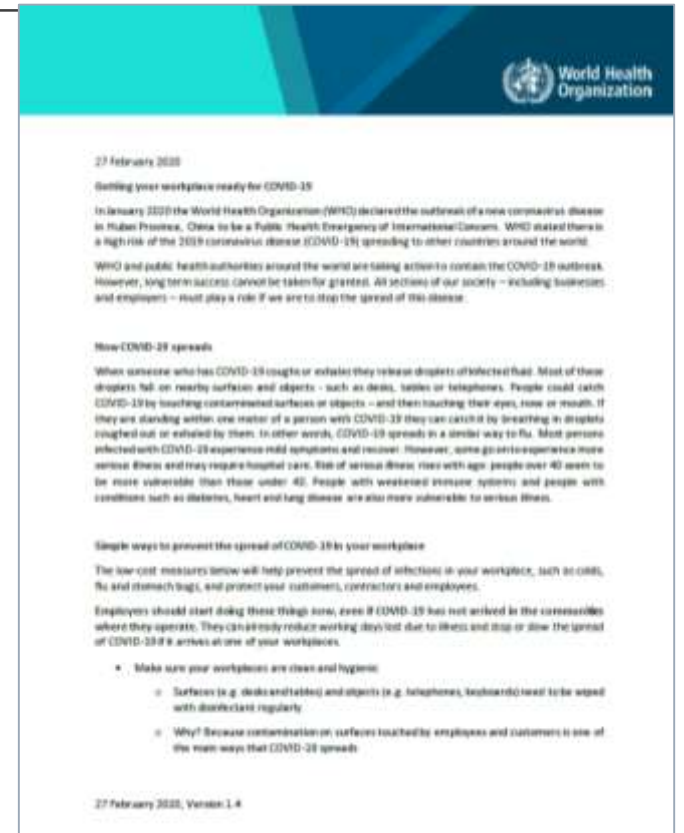 World Health
Organization
27 February 2020
Getting your workplace ready for COVID-19
In January 2020 the World Health Organization (WHO) declared the outbreak of a new coronavirus disease
in Hubei Province, China to be a Public Health Emergency of International Concern. WHO stated there is
a high risk of the 2019 coronavirus disease (COVID-19) spreading to other countries around the world.
WHO and public health authorities around the world are taking action to contain the COVID-19 outbreak.
However, long term success cannot be taken for granted. All sections of our society – including businesses
and employers – must play a role if we are to stop the spread of this disease.
How COVID-19 spreads
When someone who has COVID-19 coughs or exhales they release droplets of infected fluid. Most of these
droplets fall on nearby surfaces and objects - such as desks, tables or telephones. People could catch
COVID-19 by touching contaminated surfaces or objects – and then touching their eyes, nose or mouth. If
they are standing within one meter of a person with COVID-19 they can catch it by breathing in droplets
coughed out or exhaled by them. In other words, COVID-19 spreads in a similar way to flu. Most persons
infected with COVID-19 experience mild symptoms and recover. However, some go on to experience more
serious illness and may require hospital care. Risk of serious illness rises with age: people over 40 seem to
be more vulnerable than those under 40. People with weakened immune systems and people with
conditions such as diabetes, heart and lung disease are also more vulnerable to serious illness.
Simple ways to prevent the spread of COVID-19 in your workplace
The low-cost measures below will help prevent the spread of infections in your workplace, such as colds,
flu and stomach bugs, and protect your customers, contractors and employees.
Employers should start doing these things now, even if COVID-19 has not arrived in the communities
where they operate. They can already reduce working days lost due to illness and stop or slow the spread
of COVID-19 if it arrives at one of your workplaces.
• Make sure your workplaces are clean and hygienic
o Surfaces (e.g. desks and tables) and objects (e.g. telephones, keyboards) need to be wiped
with disinfectant regularly
o Why? Because contamination on surfaces touched by employees and customers is one of
the main ways that COVID-19 spreads
27 February 2020, Version 1.4